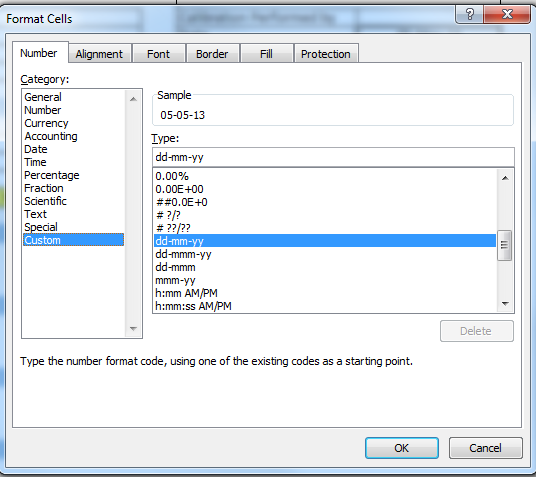 Calibration Performed by
Format Cells
Number Alignment Font Border Fill Protection
Category:
General
Number
Currency
Accounting
Date
Time
Percentage
Fraction
Scientific
Text
Special
Custom
Sample
05-05-13
Type:
dd-mm-yy
0.00%
0.00E+00
##0.0E+0
# ?/?
# ??/??
dd-mm-yy
dd-mmm-yy
dd-mmm
mmm-yy
h:mm AM/PM
h:mm:ss AM/PM
Delete
Type the number format code, using one of the existing codes as a starting point.
OK Cancel